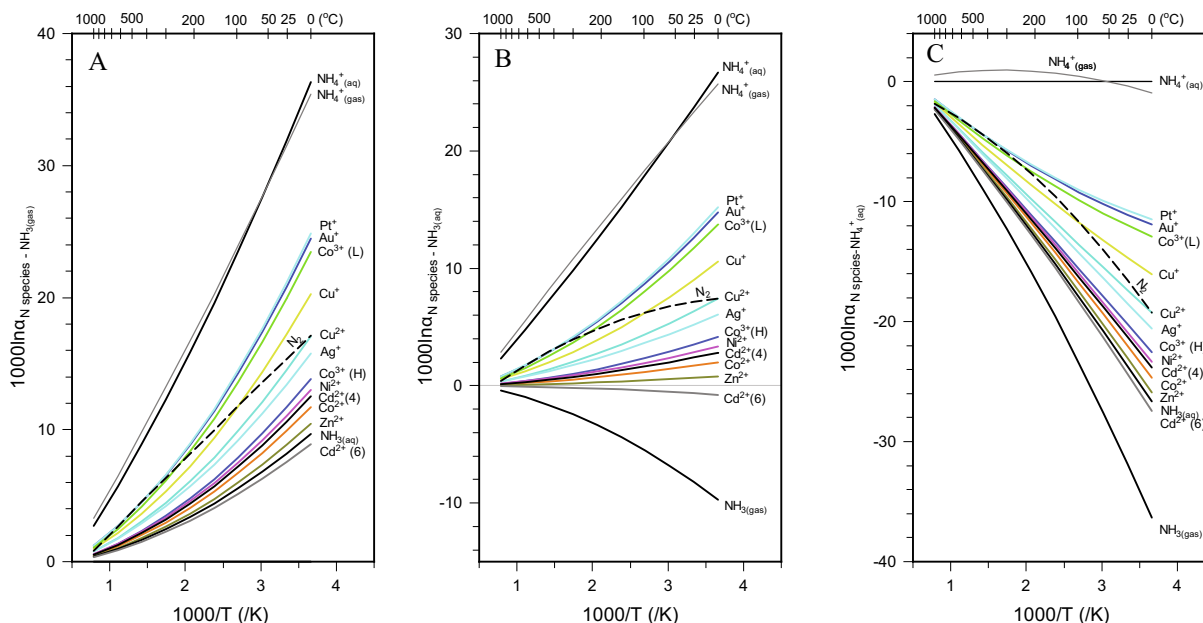 1000 500 200 100 50 25 0 (°C)
A
40
30
20
10
0
1000lnα N species - NH3(gas)
NH4+(aq)
NH4+(gas)
Pt+
Au+
Co3+ (L)
Cu+
N2
Cu2+
Ag+
Co3+ (H)
Ni2+
Cd2+(4)
Co2+
Zn2+
NH3(aq)
Cd2+ (6)
1 2 3 4
1000/T (/K)
1000 500 200 100 50 25 0 (°C)
B
30
20
10
0
-10
1000lnα N species - NH3(aq)
NH4+(aq)
NH4+(gas)
Pt+
Au+
Co3+(L)
Cu+
N2
Cu2+
Ag+
Co3+(H)
Ni2+
Cd2+(4)
Co2+
Zn2+
Cd2+(6)
NH3(gas)
1 2 3 4
1000/T (/K)
1000 500 200 100 50 25 0 (°C)
C
0
-10
-20
-30
-40
1000lnα N spcies-NH4+(aq)
NH4+(gas)
NH4+(aq)
Pt+
Au+
Co3+(L)
Cu+
N2
Cu2+
Ag+
Co3+ (H
Ni2+
Cd2+(4)
Co2+
Zn2+
NH3(aq)
Cd2+(6)
NH3(gas)
1 2 3 4
1000/T (/K)